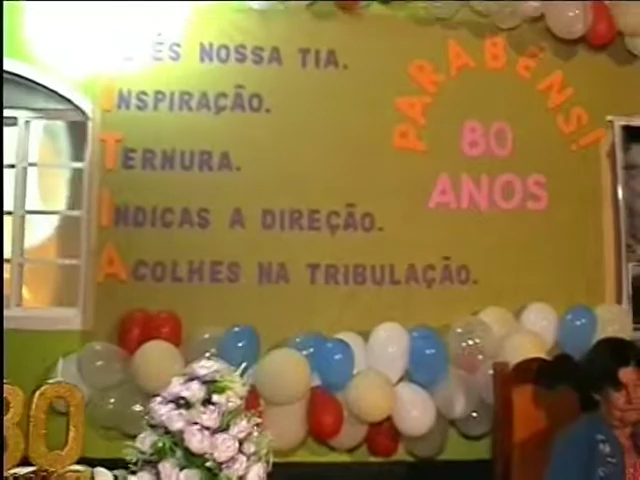 ÉS NOSSA TIA.
INSPIRAÇÃO.
TERNURA.
INDICAS A DIREÇÃO.
ACOLHES NA TRIBULAÇÃO.
PARABÉNS!
80
ANOS
80